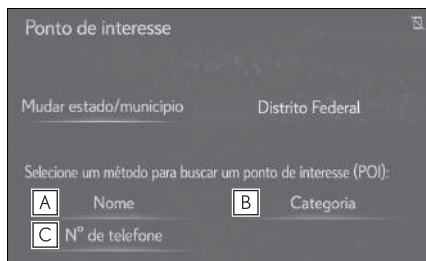 Ponto de interesse
Mudar estado/municipio Distrito Federal
Selecione um método para buscar um ponto de interesse (POI):
A Nome B Categoria
C Nº de telefone